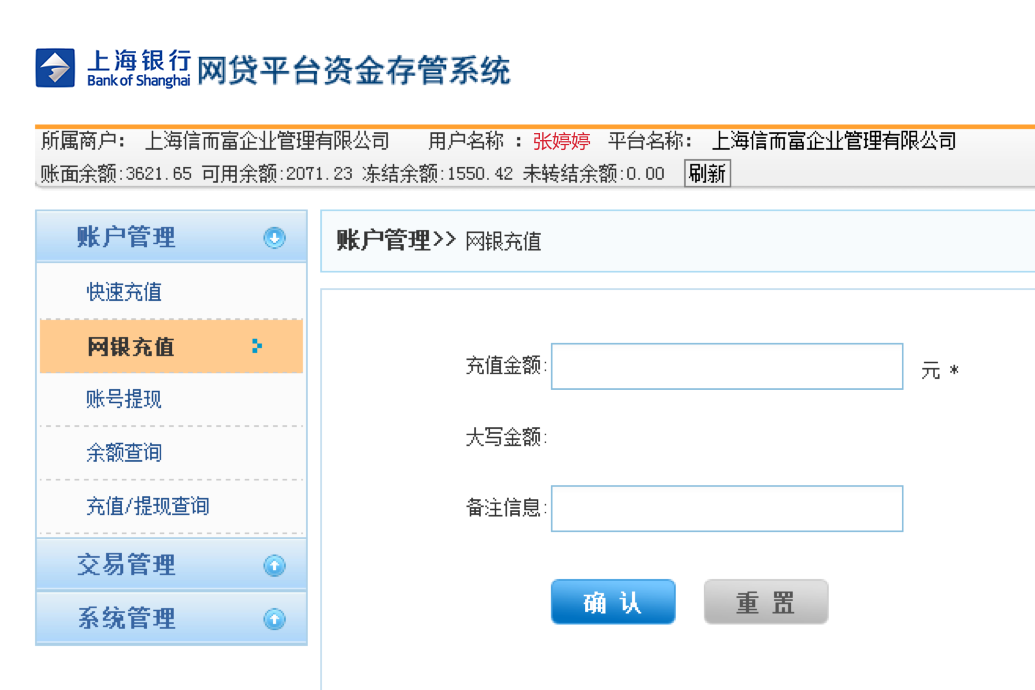 上海银行
Bank of Shanghai
网贷平台资金存管系统
所属商户： 上海信而富企业管理有限公司 用户名称 ：张婷婷 平台名称： 上海信而富企业管理有限公司
账面余额:3621.65 可用余额:2071.23 冻结余额:1550.42 未转结余额:0.00 刷新
账户管理
快速充值
网银充值
账号提现
余额查询
充值/提现查询
交易管理
系统管理
账户管理>> 网银充值
充值金额: 元 *
大写金额:
备注信息:
确 认 重 置